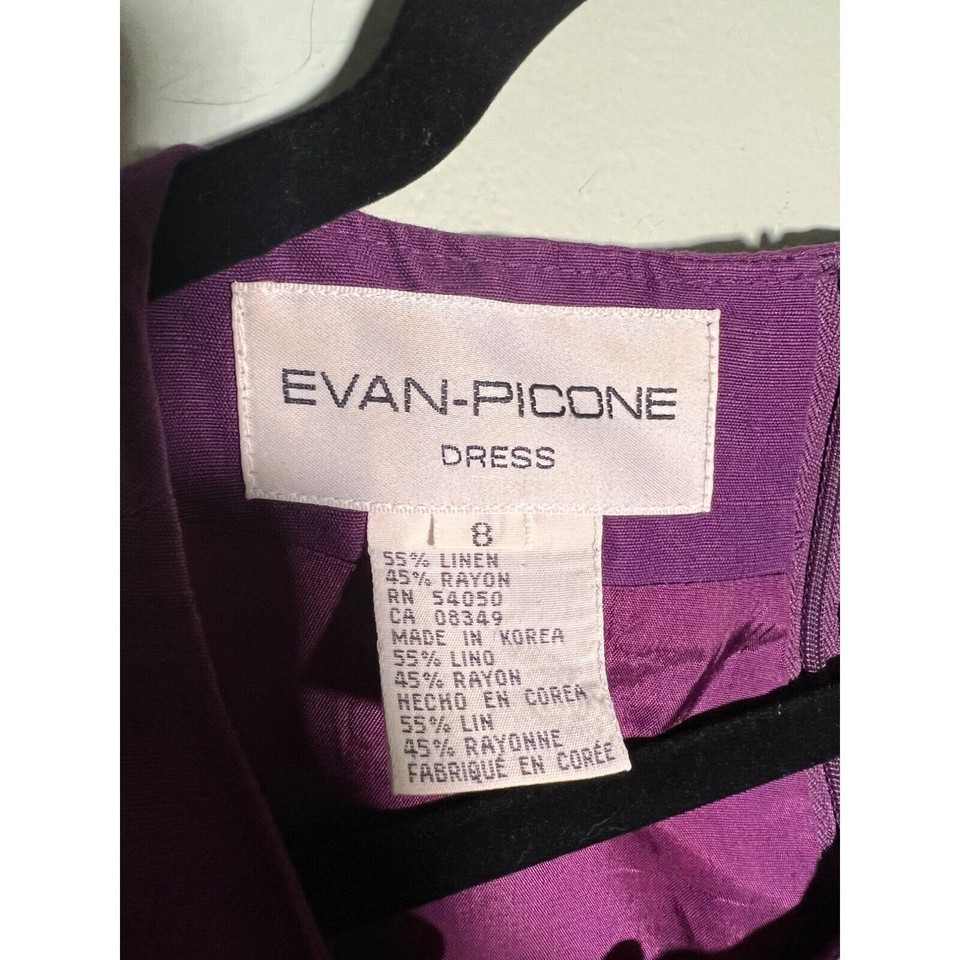 EVAN-PICONE
DRESS
8
55% LINEN
45% RAYON
RN 54050
CA 08349
MADE IN KOREA
55% LINO
45% RAYON
HECHO EN COREA
55% LIN
45% RAYONNE
FABRIQUÉ EN CORÉE